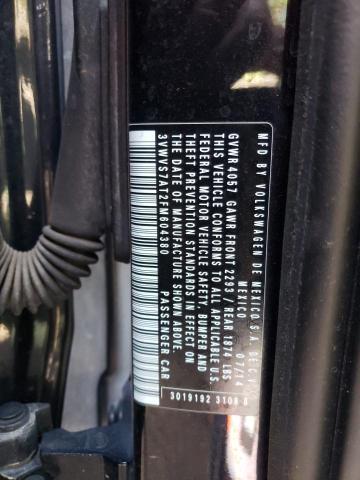 MFD BY VOLKSWAGEN DE MEXICO S.A. DE C.V.
MEXICO 07/14
GVWR 4057 GAWR FRONT 2293 / REAR 1874 LBS
THIS VEHICLE CONFORMS TO ALL APPLICABLE U.S.
FEDERAL MOTOR VEHICLE SAFETY, BUMPER AND
THEFT PREVENTION STANDARDS IN EFFECT ON
THE DATE OF MANUFACTURE SHOWN ABOVE.
3VWVS7AT2FM604380 PASSENGER CAR
3019192 3108 8